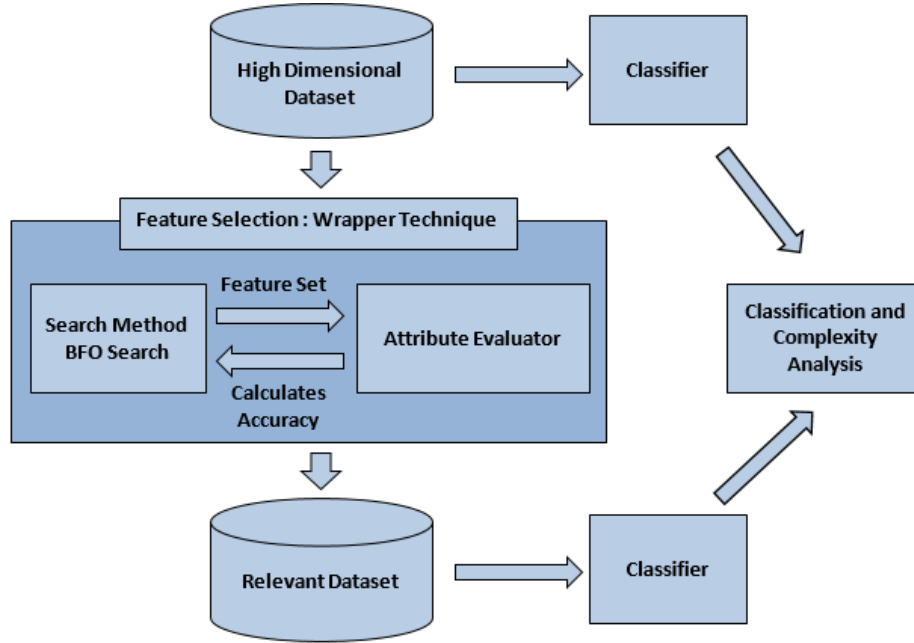 High Dimensional
Dataset
Classifier
Feature Selection : Wrapper Technique
Feature Set
Search Method
BFO Search
Attribute Evaluator
Calculates
Accuracy
Classification and
Complexity
Analysis
Relevant Dataset
Classifier